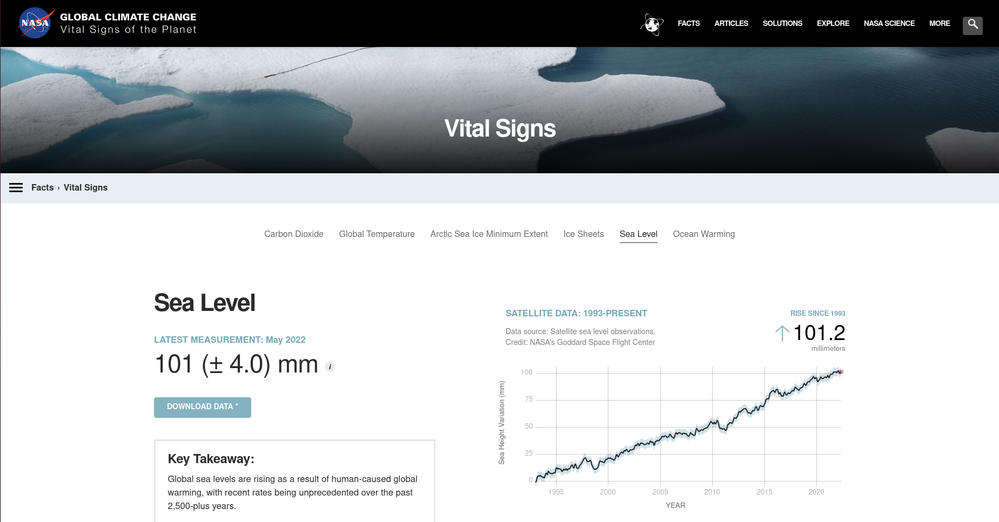 NASA
GLOBAL CLIMATE CHANGE
Vital Signs of the Planet
FACTS
ARTICLES
SOLUTIONS
EXPLORE
NASA SCIENCE
MORE
Vital Signs
Facts › Vital Signs
Carbon Dioxide
Global Temperature
Arctic Sea Ice Minimum Extent
Ice Sheets
Sea Level
Ocean Warming
Sea Level
LATEST MEASUREMENT: May 2022
101 (± 4.0) mm
i
DOWNLOAD DATA *
Key Takeaway:
Global sea levels are rising as a result of human-caused global
warming, with recent rates being unprecedented over the past
2,500-plus years.
SATELLITE DATA: 1993-PRESENT
Data source: Satellite sea level observations.
Credit: NASA's Goddard Space Flight Center
RISE SINCE 1993
101.2
millimeters
Sea Height Variation (mm)
100
75
50
25
0
1995
2000
2005
2010
2015
2020
YEAR